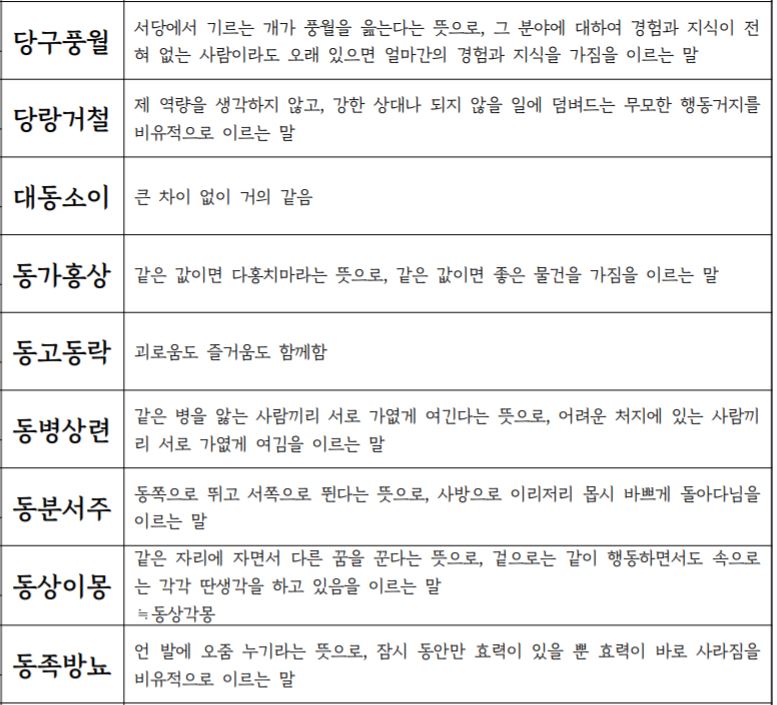 당구풍월
서당에서 기르는 개가 풍월을 읊는다는 뜻으로, 그 분야에 대하여 경험과 지식이 전
혀 없는 사람이라도 오래 있으면 얼마간의 경험과 지식을 가짐을 이르는 말
당랑거철
제 역량을 생각하지 않고, 강한 상대나 되지 않을 일에 덤벼드는 무모한 행동거지를
비유적으로 이르는 말
대동소이
큰 차이 없이 거의 같음
동가홍상
같은 값이면 다홍치마라는 뜻으로, 같은 값이면 좋은 물건을 가짐을 이르는 말
동고동락
괴로움도 즐거움도 함께함
동병상련
같은 병을 앓는 사람끼리 서로 가엾게 여긴다는 뜻으로, 어려운 처지에 있는 사람끼
리 서로 가엾게 여김을 이르는 말
동분서주
동쪽으로 뛰고 서쪽으로 뛴다는 뜻으로, 사방으로 이리저리 몹시 바쁘게 돌아다님을
이르는 말
동상이몽
같은 자리에 자면서 다른 꿈을 꾼다는 뜻으로, 겉으로는 같이 행동하면서도 속으로
는 각각 딴생각을 하고 있음을 이르는 말
≒동상각몽
동족방뇨
언 발에 오줌 누기라는 뜻으로, 잠시 동안만 효력이 있을 뿐 효력이 바로 사라짐을
비유적으로 이르는 말